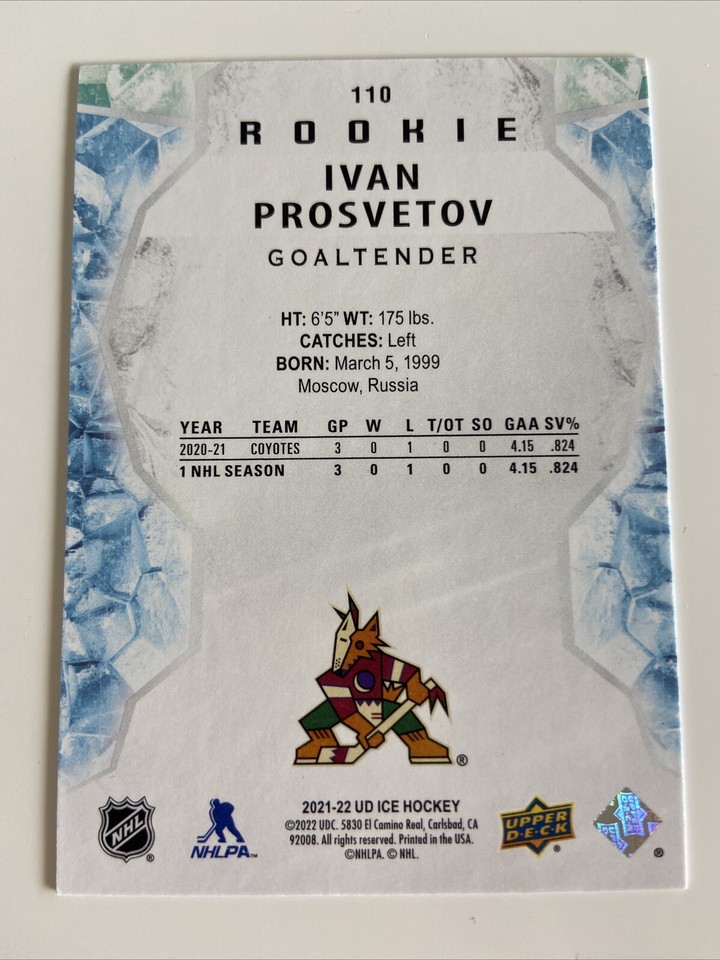 110
ROOKIE
IVAN
PROSVETOV
GOALTENDER
HT: 6'5" WT: 175 lbs.
CATCHES: Left
BORN: March 5, 1999
Moscow, Russia
YEAR TEAM GP W L T/OT SO GAA SV%
2020-21 COYOTES 3 0 1 0 0 4.15 .824
1 NHL SEASON 3 0 1 0 0 4.15 .824
®
2021-22 UD ICE HOCKEY
©2022 UDC. 5830 El Camino Real, Carlsbad, CA
92008. All rights reserved. Printed in the USA.
©NHLPA. © NHL.
NHL ®
NHLPA™
UPPER
D·E·C·K ®
®